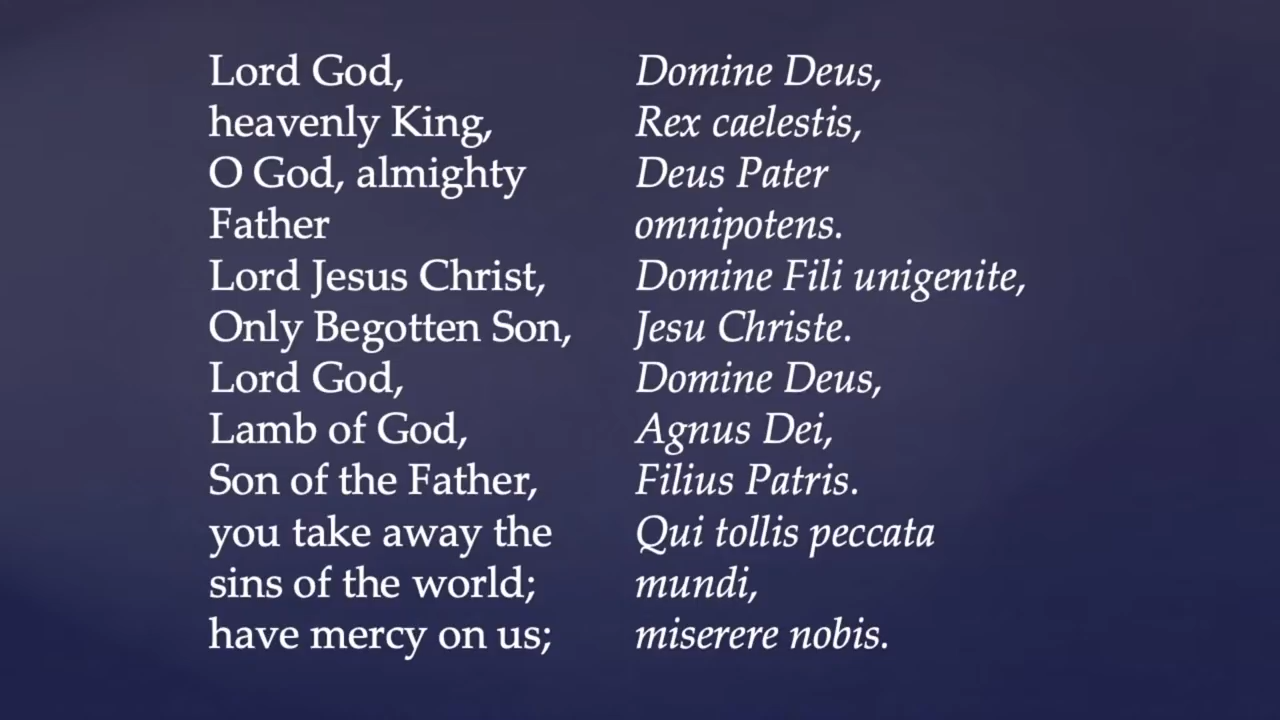 Lord God,
heavenly King,
O God, almighty
Father
Lord Jesus Christ,
Only Begotten Son,
Lord God,
Lamb of God,
Son of the Father,
you take away the
sins of the world;
have mercy on us;
Domine Deus,
Rex caelestis,
Deus Pater
omnipotens.
Domine Fili unigenite,
Jesu Christe.
Domine Deus,
Agnus Dei,
Filius Patris.
Qui tollis peccata
mundi,
miserere nobis.